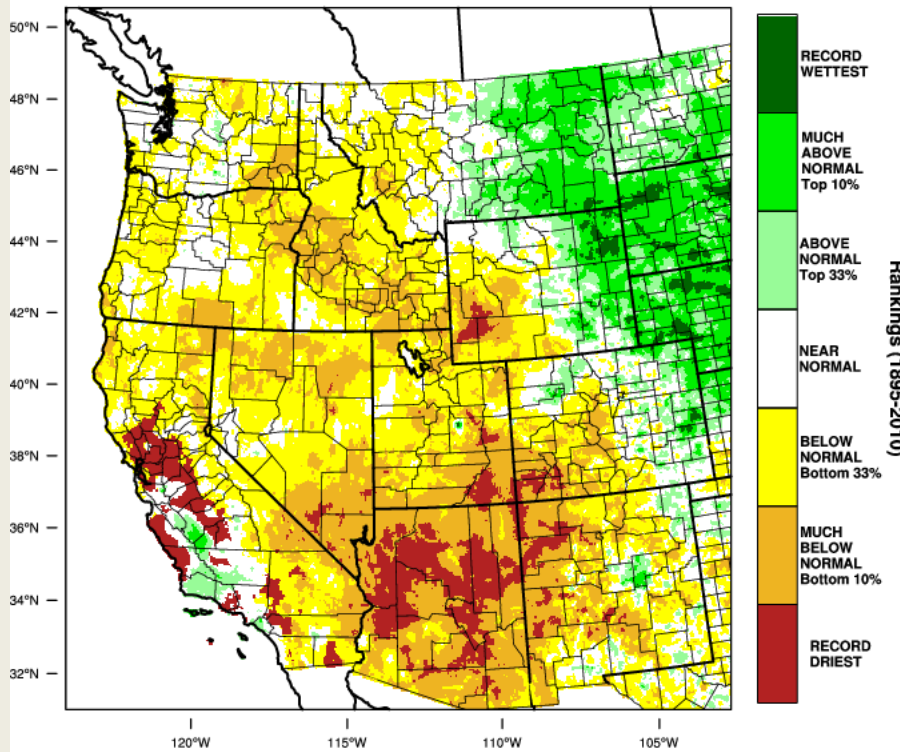 50°N
48°N
46°N
44°N
42°N
40°N
38°N
36°N
34°N
32°N
120°W
115°W
110°W
105°W
RECORD
WETTEST
MUCH
ABOVE
NORMAL
Top 10%
ABOVE
NORMAL
Top 33%
NEAR
NORMAL
BELOW
NORMAL
Bottom 33%
MUCH
BELOW
NORMAL
Bottom 10%
RECORD
DRIEST
Rankings (1895-2010)